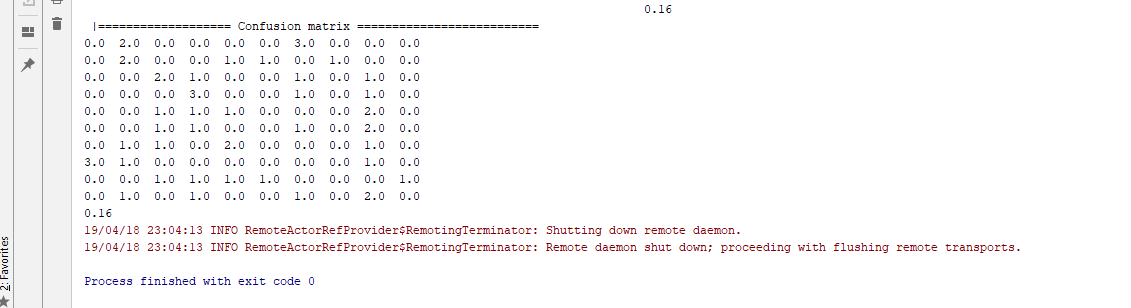 0.16
|=================== Confusion matrix ==========================
0.0 2.0 0.0 0.0 0.0 0.0 3.0 0.0 0.0 0.0
0.0 2.0 0.0 0.0 1.0 1.0 0.0 1.0 0.0 0.0
0.0 0.0 2.0 1.0 0.0 0.0 1.0 0.0 1.0 0.0
0.0 0.0 0.0 3.0 0.0 0.0 1.0 0.0 1.0 0.0
0.0 0.0 1.0 1.0 1.0 0.0 0.0 0.0 2.0 0.0
0.0 0.0 1.0 1.0 0.0 0.0 1.0 0.0 2.0 0.0
0.0 1.0 1.0 0.0 2.0 0.0 0.0 0.0 1.0 0.0
3.0 1.0 0.0 0.0 0.0 0.0 0.0 0.0 1.0 0.0
0.0 0.0 1.0 1.0 1.0 1.0 0.0 0.0 0.0 1.0
0.0 1.0 0.0 1.0 0.0 0.0 1.0 0.0 2.0 0.0
0.16
19/04/18 23:04:13 INFO RemoteActorRefProvider$RemotingTerminator: Shutting down remote daemon.
19/04/18 23:04:13 INFO RemoteActorRefProvider$RemotingTerminator: Remote daemon shut down; proceeding with flushing remote transports.
Process finished with exit code 0
2: Favorites